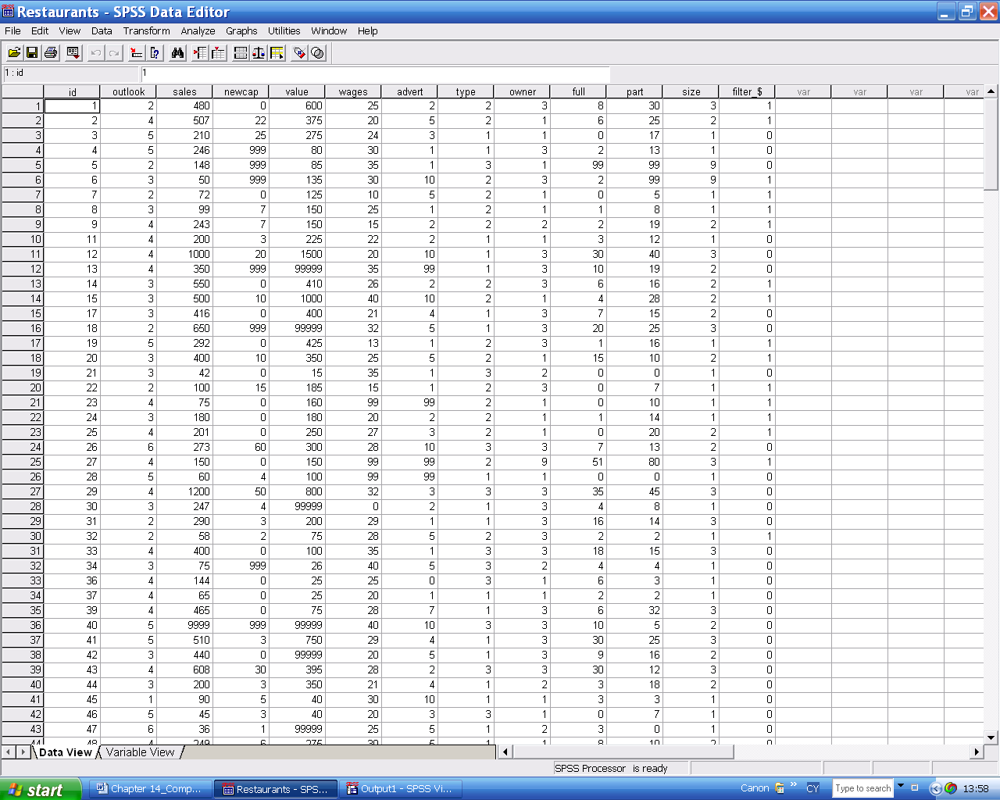 Restaurants - SPSS Data Editor
File Edit View Data Transform Analyze Graphs Utilities Window Help
1 : id 1
id outlook sales newcap value wages advert type owner full part size filter_$ var var var var
1 1 2 480 0 600 25 2 2 3 8 30 3 1
2 2 4 507 22 375 20 5 2 1 6 25 2 1
3 3 5 210 25 275 24 3 1 1 0 17 1 0
4 4 5 246 999 80 30 1 1 3 2 13 1 0
5 5 2 148 999 85 35 1 3 1 99 99 9 0
6 6 3 50 999 135 30 10 2 3 2 99 9 1
7 7 2 72 0 125 10 5 2 1 0 5 1 1
8 8 3 99 7 150 25 1 2 1 1 8 1 1
9 9 4 243 7 150 15 2 2 2 2 19 2 1
10 11 4 200 3 225 22 2 1 1 3 12 1 0
11 12 4 1000 20 1500 20 10 1 3 30 40 3 0
12 13 4 350 999 99999 35 99 1 3 10 19 2 0
13 14 3 550 0 410 26 2 2 3 6 16 2 1
14 15 3 500 10 1000 40 10 2 1 4 28 2 1
15 17 3 416 0 400 21 4 1 3 7 15 2 0
16 18 2 650 999 99999 32 5 1 3 20 25 3 0
17 19 5 292 0 425 13 1 2 3 1 16 1 1
18 20 3 400 10 350 25 5 2 1 15 10 2 1
19 21 3 42 0 15 35 1 3 2 0 0 1 0
20 22 2 100 15 185 15 1 2 3 0 7 1 1
21 23 4 75 0 160 99 99 2 1 0 10 1 1
22 24 3 180 0 180 20 2 2 1 1 14 1 1
23 25 4 201 0 250 27 3 2 1 0 20 2 1
24 26 6 273 60 300 28 10 3 3 7 13 2 0
25 27 4 150 0 150 99 99 2 9 51 80 3 1
26 28 5 60 4 100 99 99 1 1 0 0 1 0
27 29 4 1200 50 800 32 3 3 3 35 45 3 0
28 30 3 247 4 99999 0 2 1 3 4 8 1 0
29 31 2 290 3 200 29 1 1 3 16 14 3 0
30 32 2 58 2 75 28 5 2 3 2 2 1 1
31 33 4 400 0 100 35 1 3 3 18 15 3 0
32 34 3 75 999 26 40 5 3 2 4 4 1 0
33 36 4 144 0 25 25 0 3 1 6 3 1 0
34 37 4 65 0 25 20 1 1 1 2 2 1 0
35 39 4 465 0 75 28 7 1 3 6 32 3 0
36 40 5 9999 999 99999 40 10 3 3 10 5 2 0
37 41 5 510 3 750 29 4 1 3 30 25 3 0
38 42 3 440 0 99999 20 5 1 3 9 16 2 0
39 43 4 608 30 395 28 2 3 3 30 12 3 0
40 44 3 200 3 350 21 4 1 2 3 18 2 0
41 45 1 90 5 40 30 10 1 1 3 3 1 0
42 46 5 45 3 40 20 3 3 1 0 7 1 0
43 47 6 36 1 99999 25 5 1 2 3 0 1 0
44 48 4 249 6 275 30 5 1 1 8 10 2 0
Data View Variable View
SPSS Processor is ready
start Chapter 14_Comp... Restaurants - SPS... Output1 - SPSS Vi... Canon » CY Type to search 13:58